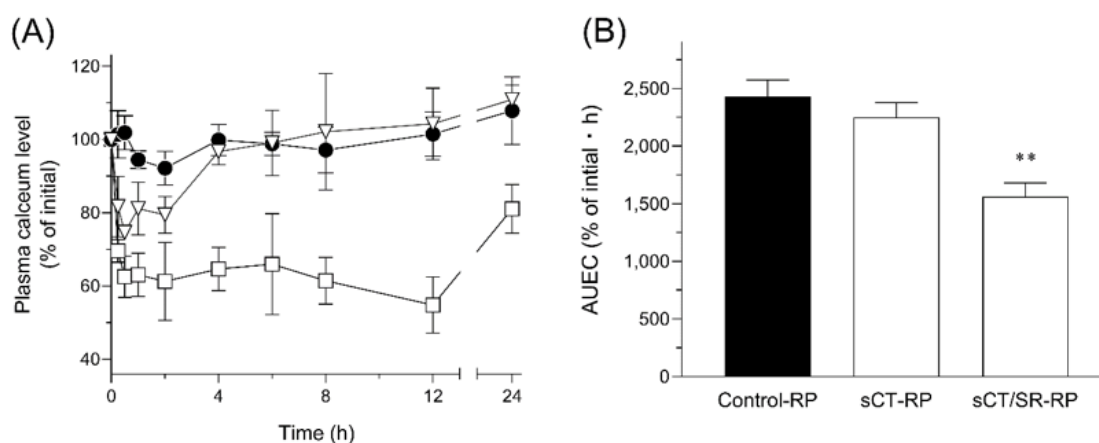 (A)
Plasma calceum level
(% of initial)
120
100
80
60
40
0
4
8
12
24
Time (h)
(B)
AUEC (% of intial・h)
2,500
2,000
1,500
1,000
500
0
**
Control-RP
sCT-RP
sCT/SR-RP